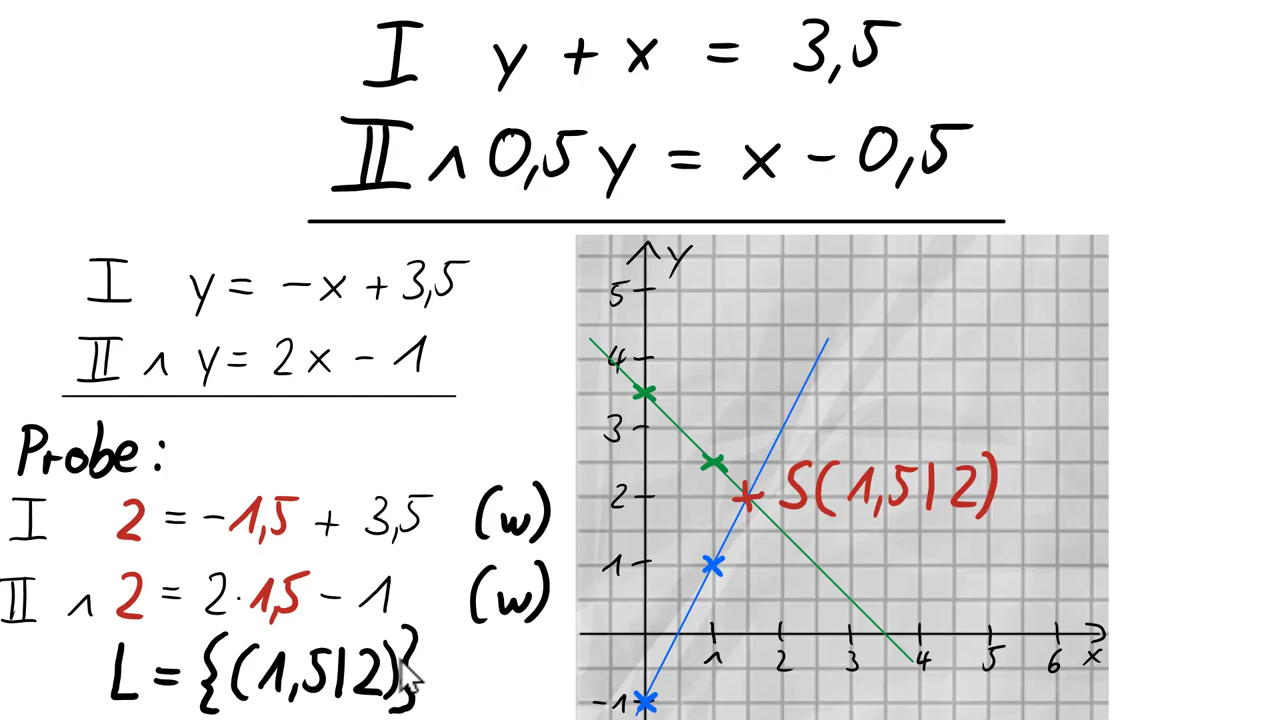 I y + x = 3,5
II ∧ 0,5y = x - 0,5
I y = -x + 3,5
II ∧ y = 2x - 1
Probe:
I 2 = -1,5 + 3,5 (w)
II ∧ 2 = 2·1,5 - 1 (w)
L = {(1,5|2)}
y
5
4
3
2
1
-1
S(1,5|2)
1 2 3 4 5 6 x